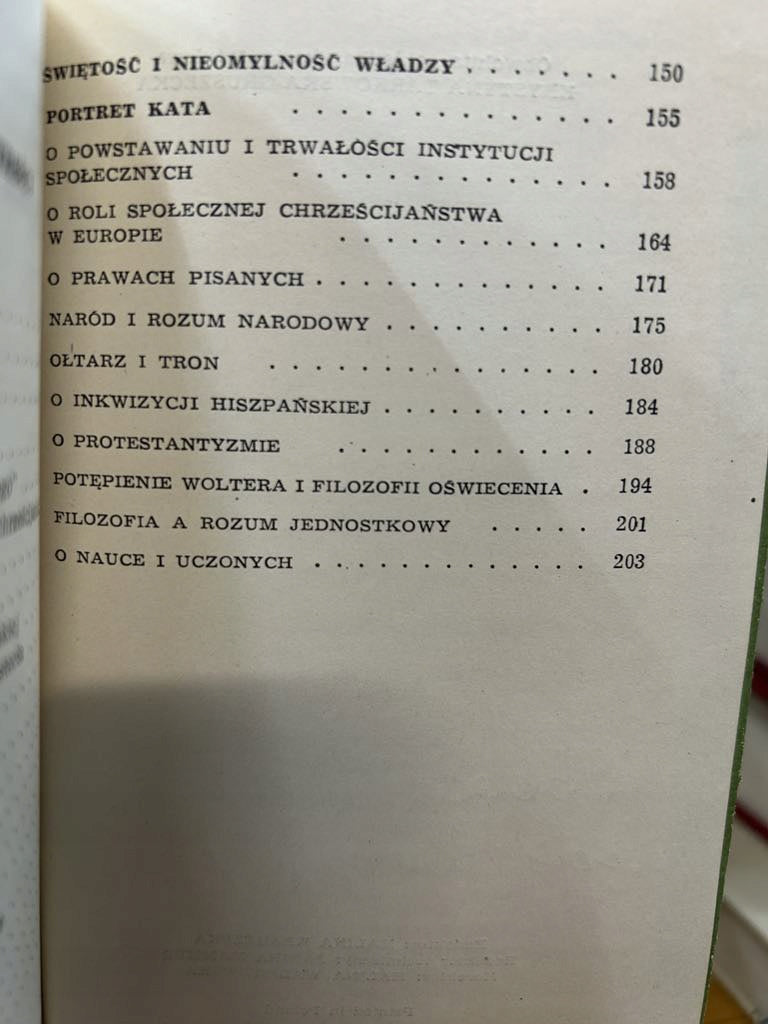 ŚWIĘTOŚĆ I NIEOMYLNOŚĆ WŁADZY . . . . . . . 150
PORTRET KATA . . . . . . . . . . . . . . 155
O POWSTAWANIU I TRWAŁOŚCI INSTYTUCJI
SPOŁECZNYCH . . . . . . . . . . . . . . 158
O ROLI SPOŁECZNEJ CHRZEŚCIJAŃSTWA
W EUROPIE . . . . . . . . . . . . 164
O PRAWACH PISANYCH . . . . . . . . . . . . . 171
NARÓD I ROZUM NARODOWY . . . . . . . . . . 175
OŁTARZ I TRON . . . . . . . . . . . . . . . 180
O INKWIZYCJI HISZPAŃSKIEJ . . . . . . . . . . 184
O PROTESTANTYZMIE . . . . . . . . . . . . 188
POTĘPIENIE WOLTERA I FILOZOFII OŚWIECENIA . 194
FILOZOFIA A ROZUM JEDNOSTKOWY . . . . . 201
O NAUCE I UCZONYCH . . . . . . . . . . . . . 203